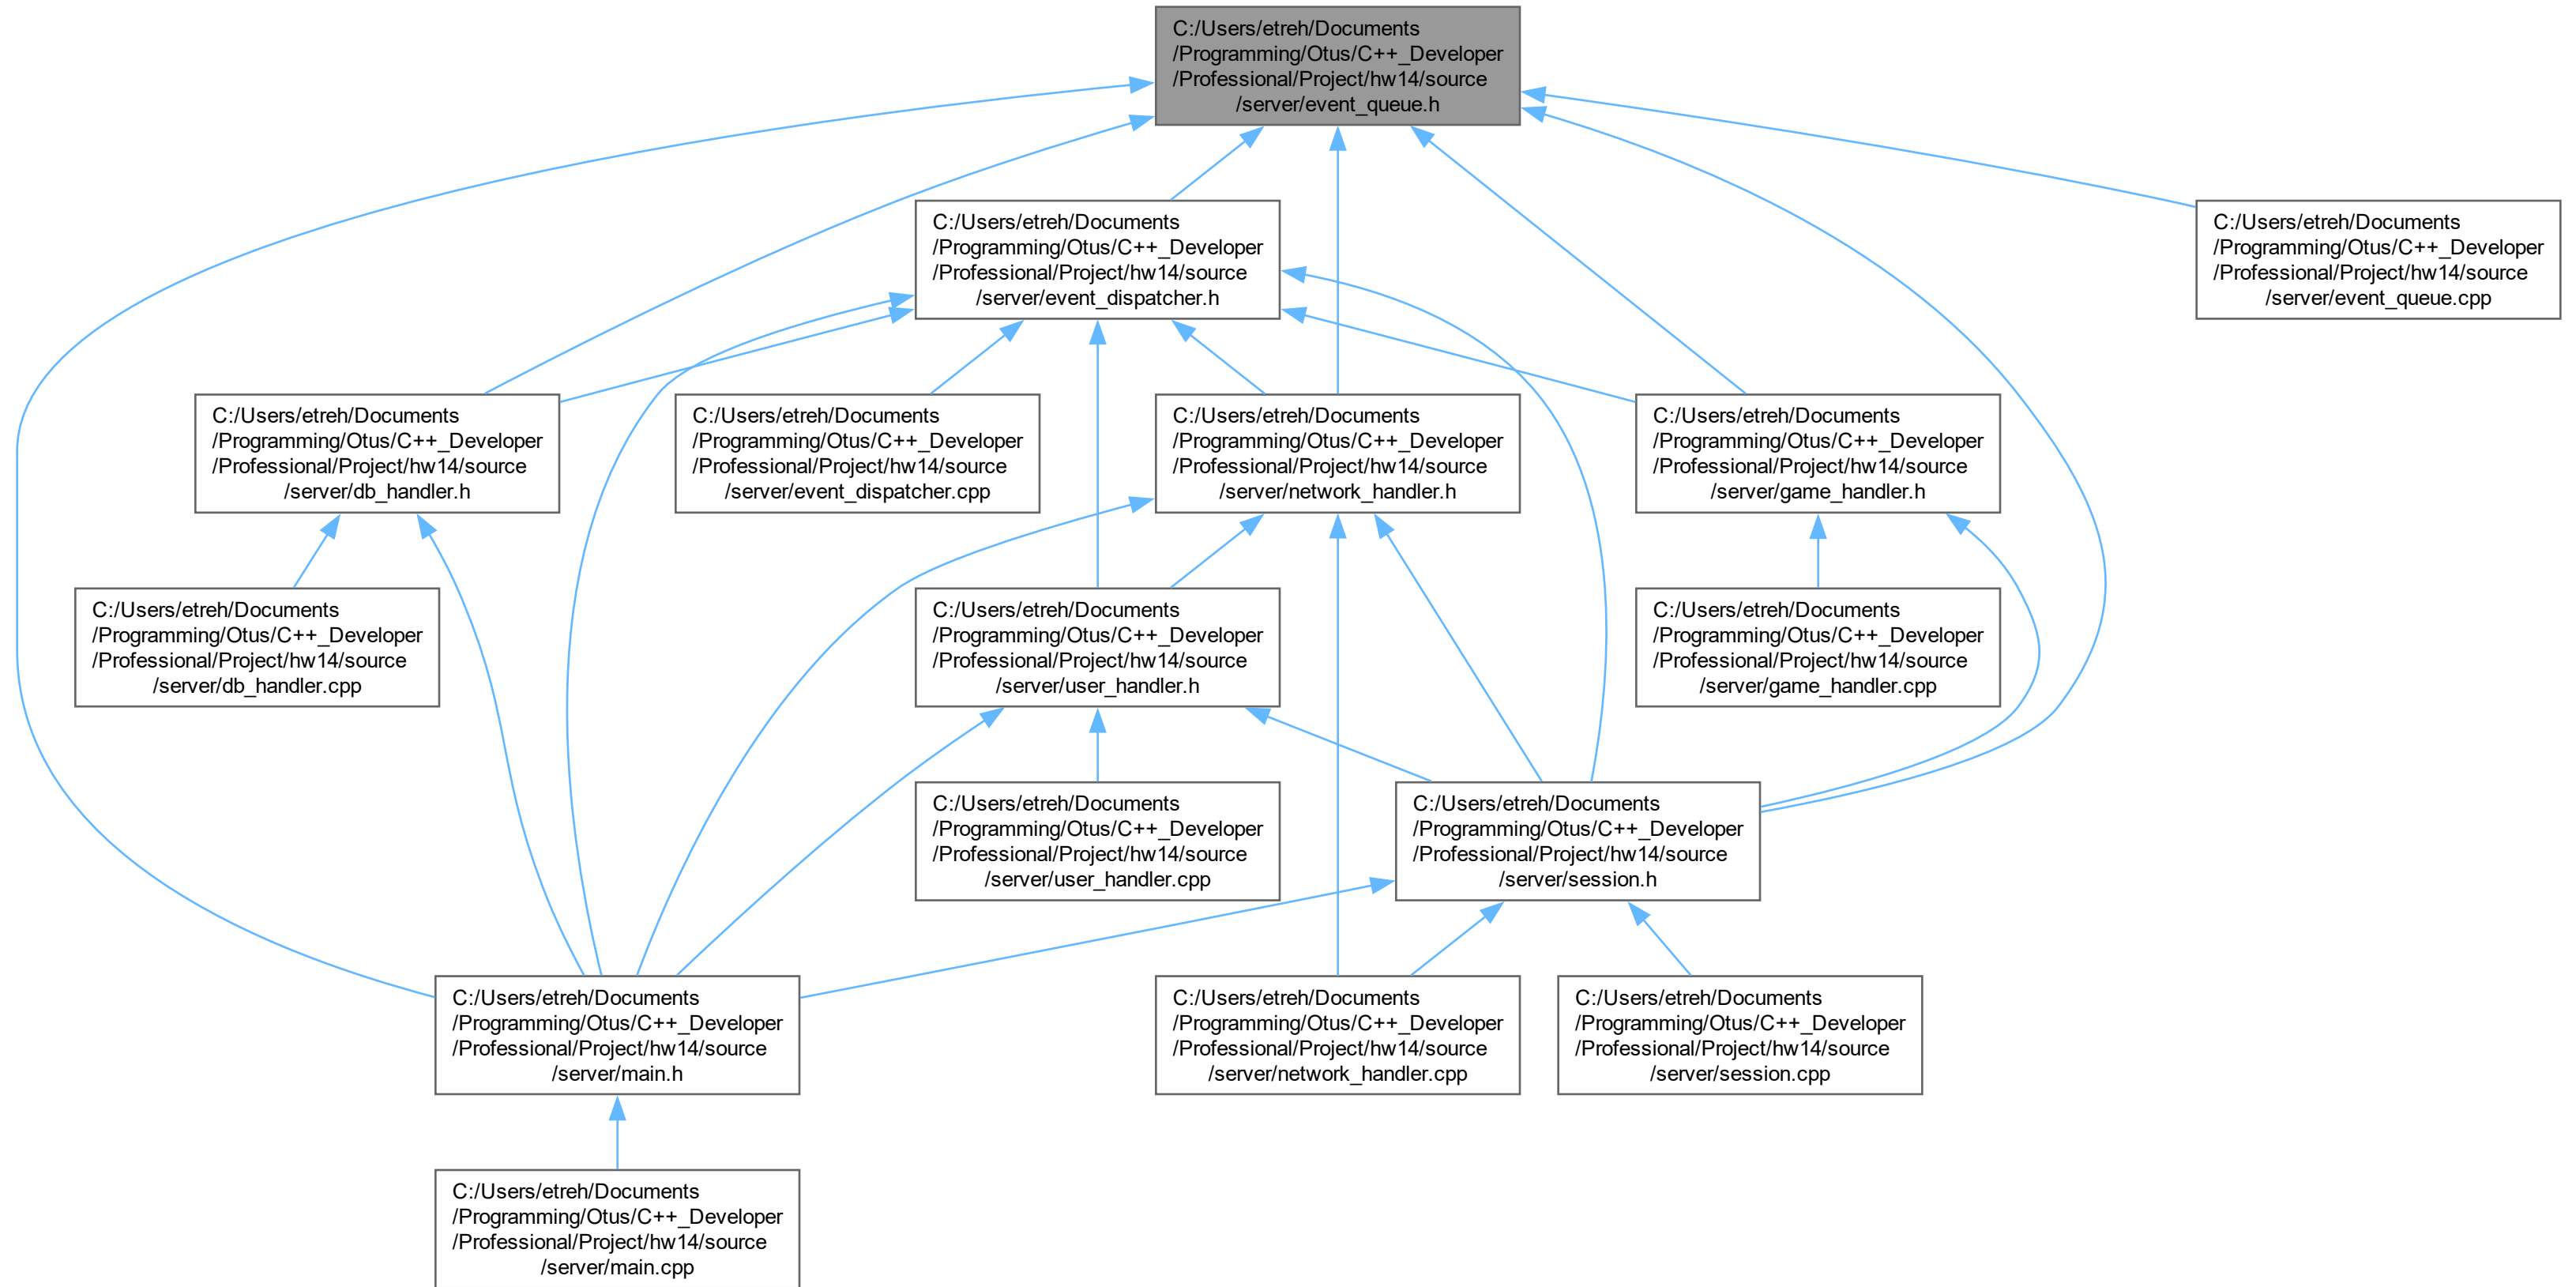 C:/Users/etreh/Documents
/Programming/Otus/C++_Developer
/Professional/Project/hw14/source
/server/event_queue.h
C:/Users/etreh/Documents
/Programming/Otus/C++_Developer
/Professional/Project/hw14/source
/server/event_dispatcher.h
C:/Users/etreh/Documents
/Programming/Otus/C++_Developer
/Professional/Project/hw14/source
/server/event_queue.cpp
C:/Users/etreh/Documents
/Programming/Otus/C++_Developer
/Professional/Project/hw14/source
/server/db_handler.h
C:/Users/etreh/Documents
/Programming/Otus/C++_Developer
/Professional/Project/hw14/source
/server/event_dispatcher.cpp
C:/Users/etreh/Documents
/Programming/Otus/C++_Developer
/Professional/Project/hw14/source
/server/network_handler.h
C:/Users/etreh/Documents
/Programming/Otus/C++_Developer
/Professional/Project/hw14/source
/server/game_handler.h
C:/Users/etreh/Documents
/Programming/Otus/C++_Developer
/Professional/Project/hw14/source
/server/db_handler.cpp
C:/Users/etreh/Documents
/Programming/Otus/C++_Developer
/Professional/Project/hw14/source
/server/user_handler.h
C:/Users/etreh/Documents
/Programming/Otus/C++_Developer
/Professional/Project/hw14/source
/server/game_handler.cpp
C:/Users/etreh/Documents
/Programming/Otus/C++_Developer
/Professional/Project/hw14/source
/server/user_handler.cpp
C:/Users/etreh/Documents
/Programming/Otus/C++_Developer
/Professional/Project/hw14/source
/server/session.h
C:/Users/etreh/Documents
/Programming/Otus/C++_Developer
/Professional/Project/hw14/source
/server/main.h
C:/Users/etreh/Documents
/Programming/Otus/C++_Developer
/Professional/Project/hw14/source
/server/network_handler.cpp
C:/Users/etreh/Documents
/Programming/Otus/C++_Developer
/Professional/Project/hw14/source
/server/session.cpp
C:/Users/etreh/Documents
/Programming/Otus/C++_Developer
/Professional/Project/hw14/source
/server/main.cpp